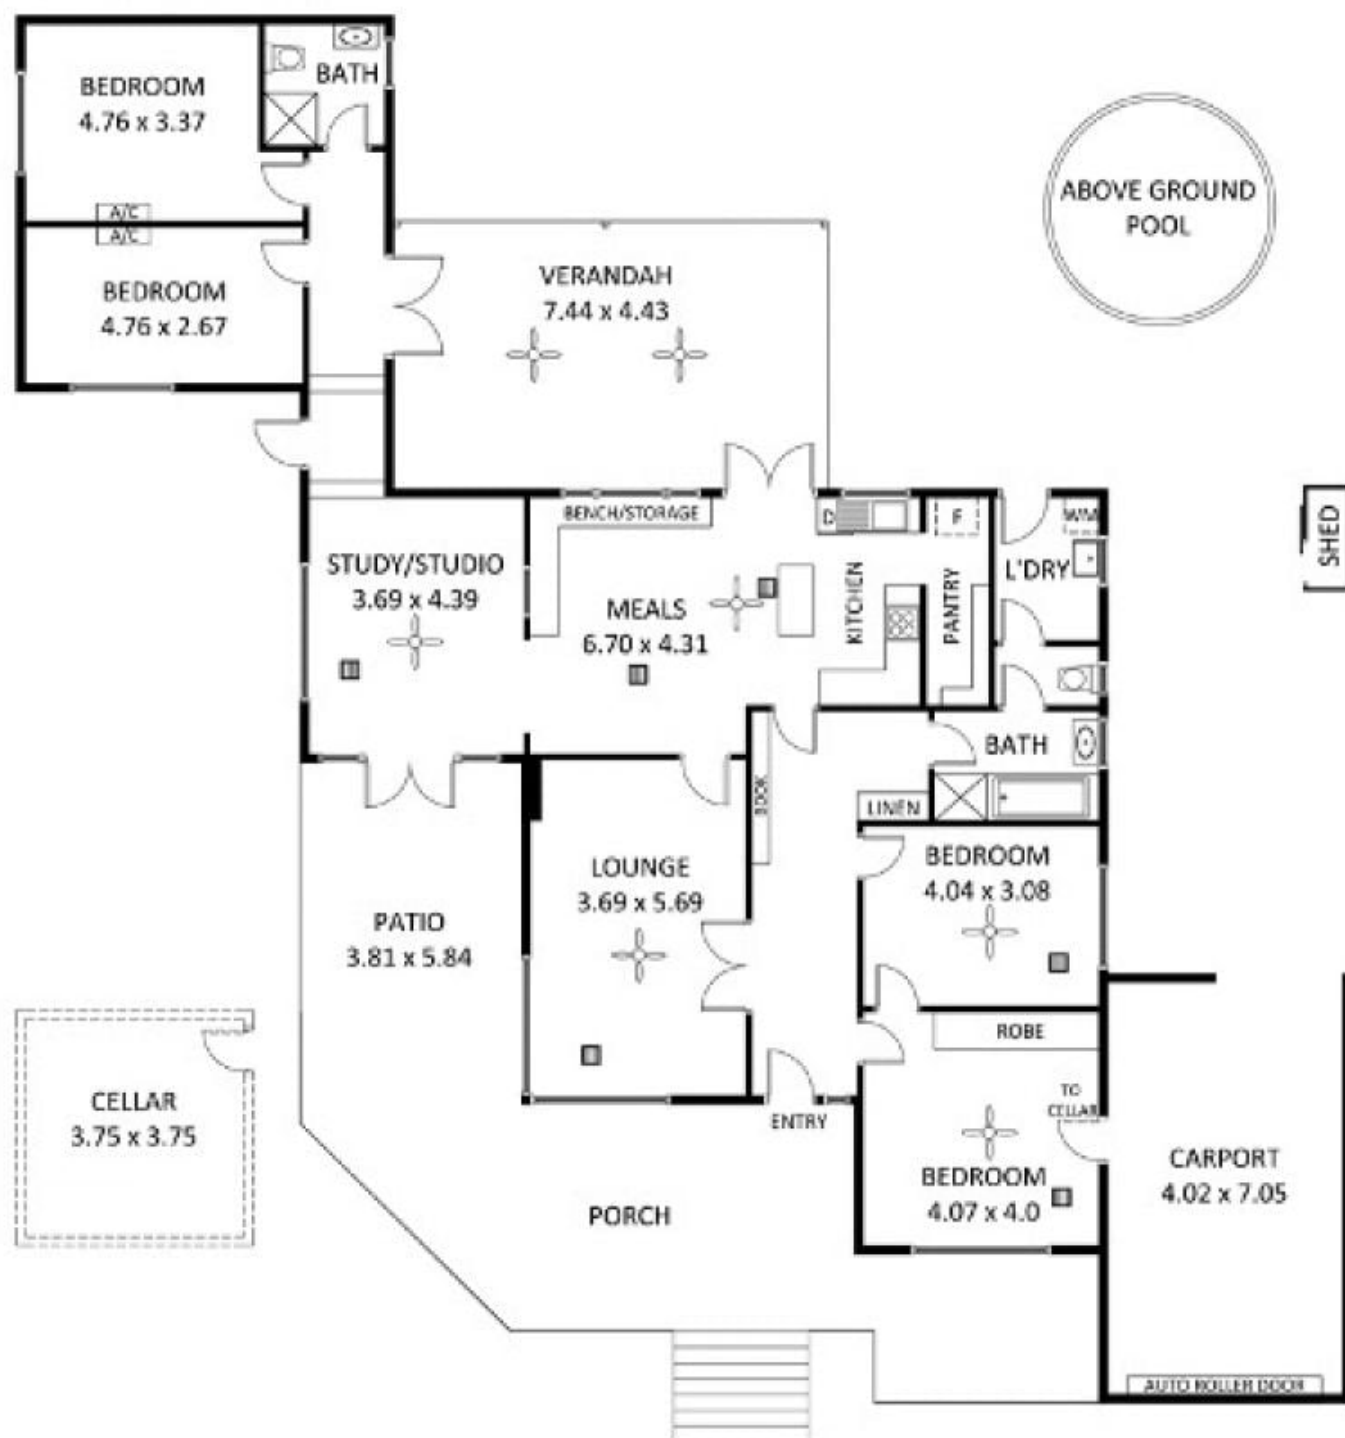 BEDROOM
4.76 x 3.37
BATH
A/C
A/C
BEDROOM
4.76 x 2.67
VERANDAH
7.44 x 4.43
ABOVE GROUND
POOL
SHED
BENCH/STORAGE
D
F
WM
STUDY/STUDIO
3.69 x 4.39
MEALS
6.70 x 4.31
KITCHEN
PANTRY
L'DRY
BATH
BOOK
LINEN
LOUNGE
3.69 x 5.69
BEDROOM
4.04 x 3.08
PATIO
3.81 x 5.84
ROBE
TO
CELLAR
CELLAR
3.75 x 3.75
ENTRY
BEDROOM
4.07 x 4.0
CARPORT
4.02 x 7.05
PORCH
AUTO ROLLER DOOR